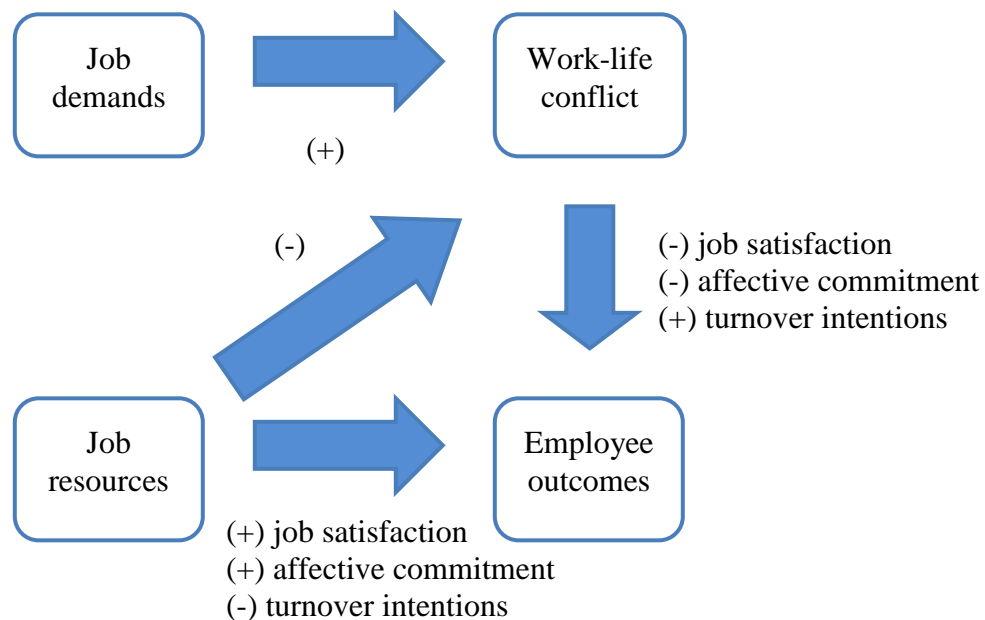 Job
demands
Work-life
conflict
(+)
(-)
(-) job satisfaction
(-) affective commitment
(+) turnover intentions
Job
resources
Employee
outcomes
(+) job satisfaction
(+) affective commitment
(-) turnover intentions